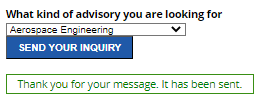 What kind of advisory you are looking for
Aerospace Engineering
SEND YOUR INQUIRY
Thank you for your message. It has been sent.